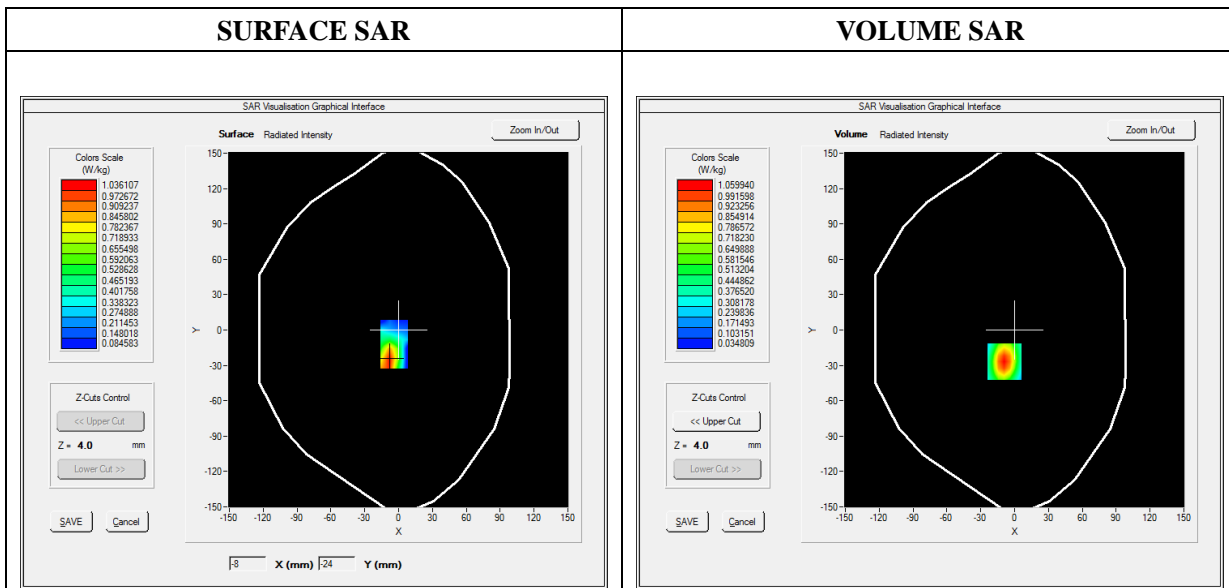 SURFACE SAR
VOLUME SAR
SAR Visualisation Graphical Interface
Surface Radiated Intensity
Zoom In/Out
Colors Scale
(W/kg)
1.036107
0.972672
0.909237
0.845802
0.782367
0.718933
0.655498
0.592063
0.528628
0.465193
0.401758
0.338323
0.274888
0.211453
0.148018
0.084583
Z-Cuts Control
<< Upper Cut
Z = 4.0 mm
Lower Cut >>
SAVE Cancel
150
120
90
60
30
0
-30
-60
-90
-120
-150
Y
-150 -120 -90 -60 -30 0 30 60 90 120 150
X
-8 X (mm) -24 Y (mm)
SAR Visualisation Graphical Interface
Volume Radiated Intensity
Zoom In/Out
Colors Scale
(W/kg)
1.059940
0.991598
0.923256
0.854914
0.786572
0.718230
0.649888
0.581546
0.513204
0.444862
0.376520
0.308178
0.239836
0.171493
0.103151
0.034809
Z-Cuts Control
<< Upper Cut
Z = 4.0 mm
Lower Cut >>
SAVE Cancel
150
120
90
60
30
0
-30
-60
-90
-120
-150
Y
-150 -120 -90 -60 -30 0 30 60 90 120 150
X